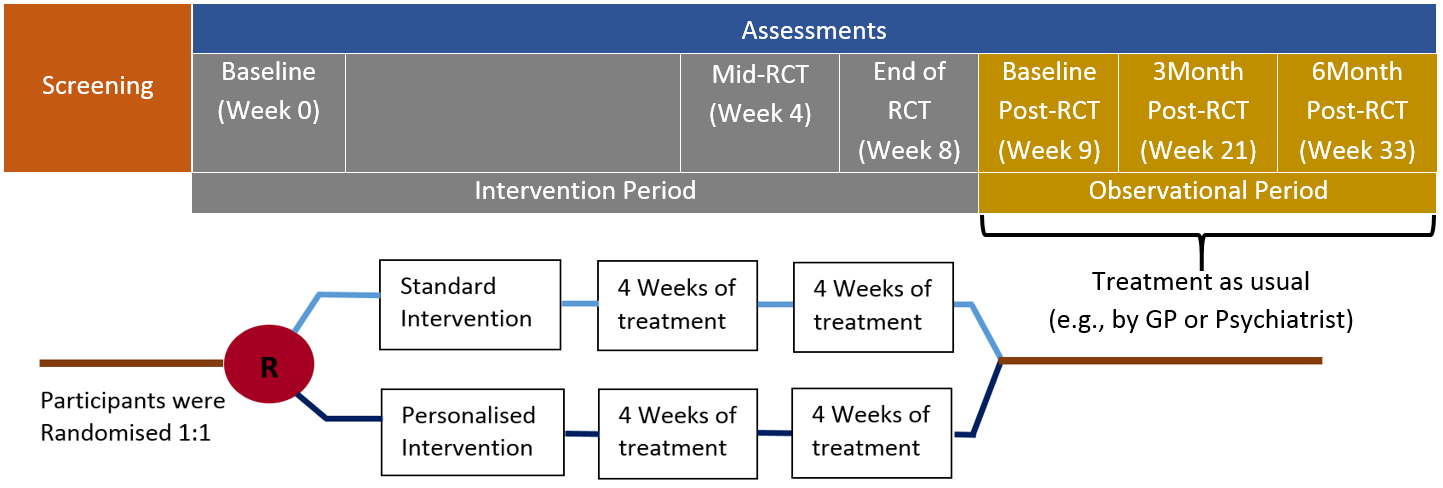 Screening
Assessments
Baseline
(Week 0)
Mid-RCT
(Week 4)
End of
RCT
(Week 8)
Baseline
Post-RCT
(Week 9)
3Month
Post-RCT
(Week 21)
6Month
Post-RCT
(Week 33)
Intervention Period
Observational Period
Treatment as usual
(e.g., by GP or Psychiatrist)
Standard
Intervention
4 Weeks of
treatment
4 Weeks of
treatment
R
Participants were
Randomised 1:1
Personalised
Intervention
4 Weeks of
treatment
4 Weeks of
treatment